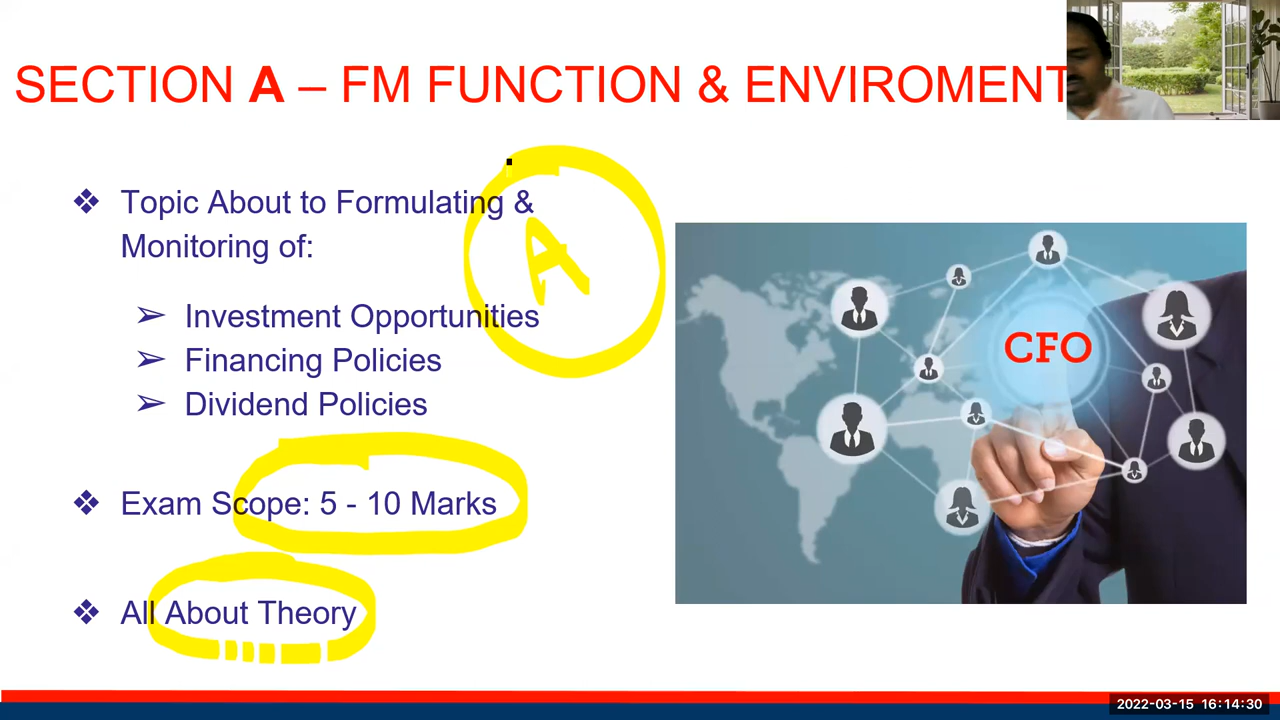 SECTION A – FM FUNCTION & ENVIROMENT
❖ Topic About to Formulating &
Monitoring of:
➢ Investment Opportunities
➢ Financing Policies
➢ Dividend Policies
❖ Exam Scope: 5 - 10 Marks
❖ All About Theory
A
CFO
2022-03-15 16:14:30